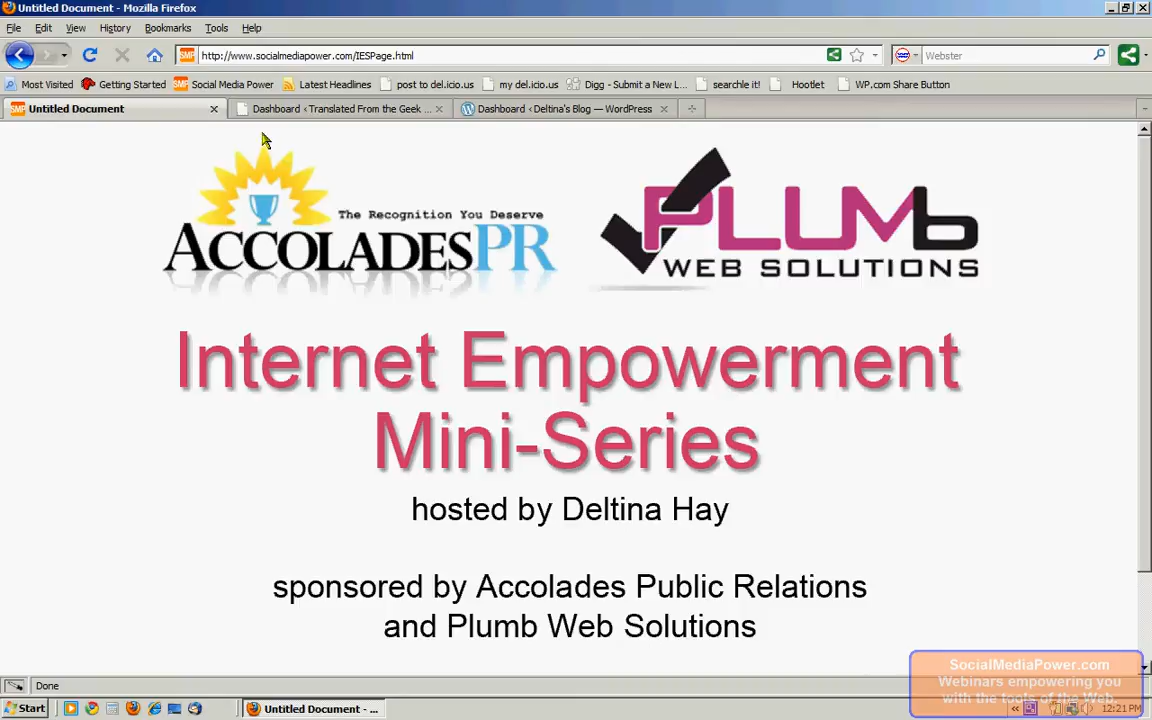 Untitled Document - Mozilla Firefox
File Edit View History Bookmarks Tools Help
SMP http://www.socialmediapower.com/IESPage.html Webster
Most Visited Getting Started SMP Social Media Power Latest Headlines post to del.icio.us my del.icio.us Digg - Submit a New L... searchle it! Hootlet WP.com Share Button
SMP Untitled Document Dashboard ‹ Translated From the Geek ... Dashboard ‹ Deltina's Blog — WordPress
The Recognition You Deserve
ACCOLADESPR
PLUMb
WEB SOLUTIONS
Internet Empowerment
Mini-Series
hosted by Deltina Hay
sponsored by Accolades Public Relations
and Plumb Web Solutions
SocialMediaPower.com
Webinars empowering you
with the tools of the Web.
Done
Start Untitled Document - ... 12:21 PM